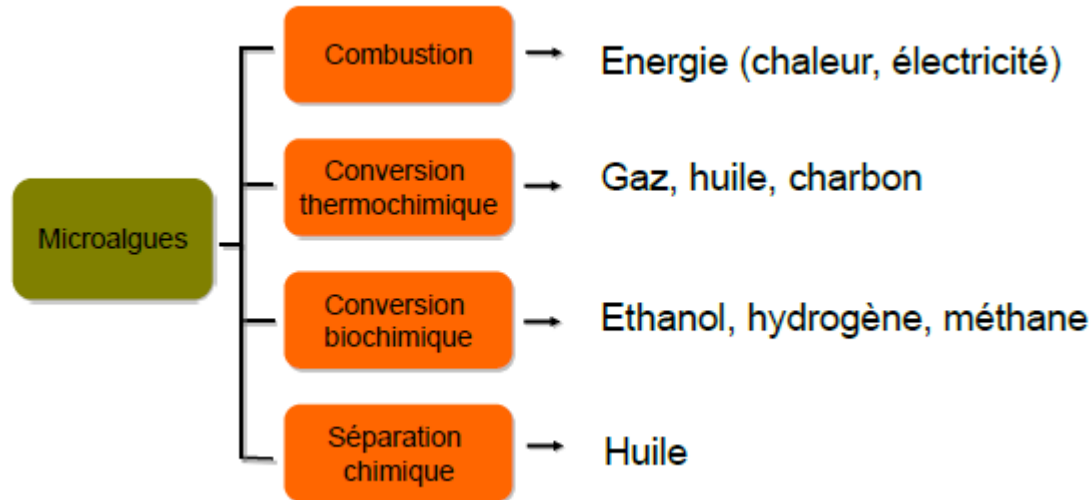 Combustion
Energie (chaleur, électricité)
Conversion
thermochimique
Gaz, huile, charbon
Microalgues
Conversion
biochimique
Ethanol, hydrogène, méthane
Séparation
chimique
Huile